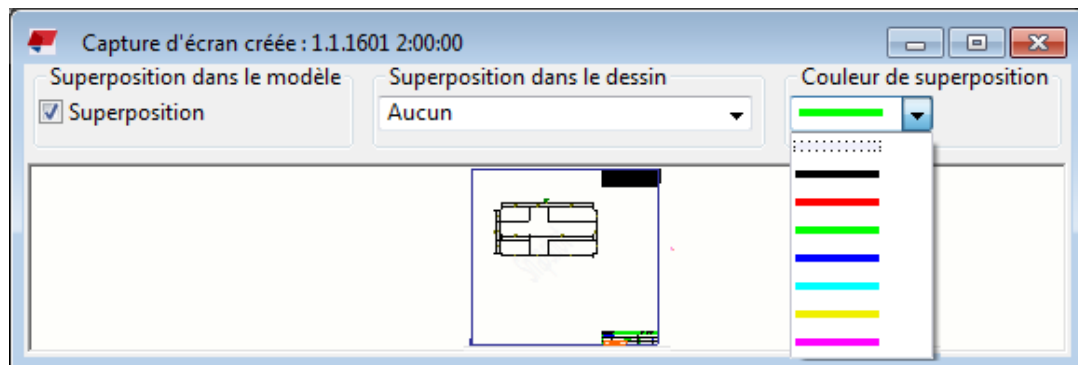 Capture d'écran créée : 1.1.1601 2:00:00
Superposition dans le modèle
Superposition dans le dessin
Couleur de superposition
Superposition
Aucun